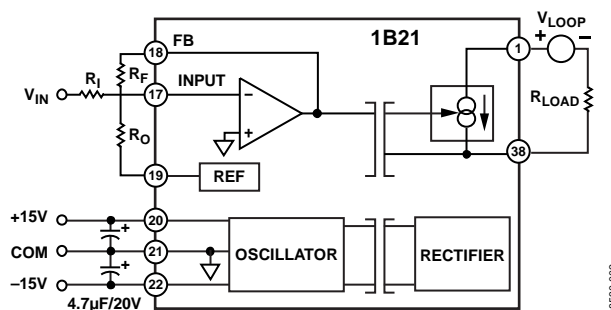 1B21
V_LOOP
+ −
18 FB
1
R_F
R_I
INPUT
V_IN
17
−
+
R_LOAD
R_O
38
19
REF
+15V
20
+
COM
21
OSCILLATOR
RECTIFIER
+
−15V
22
4.7µF/20V